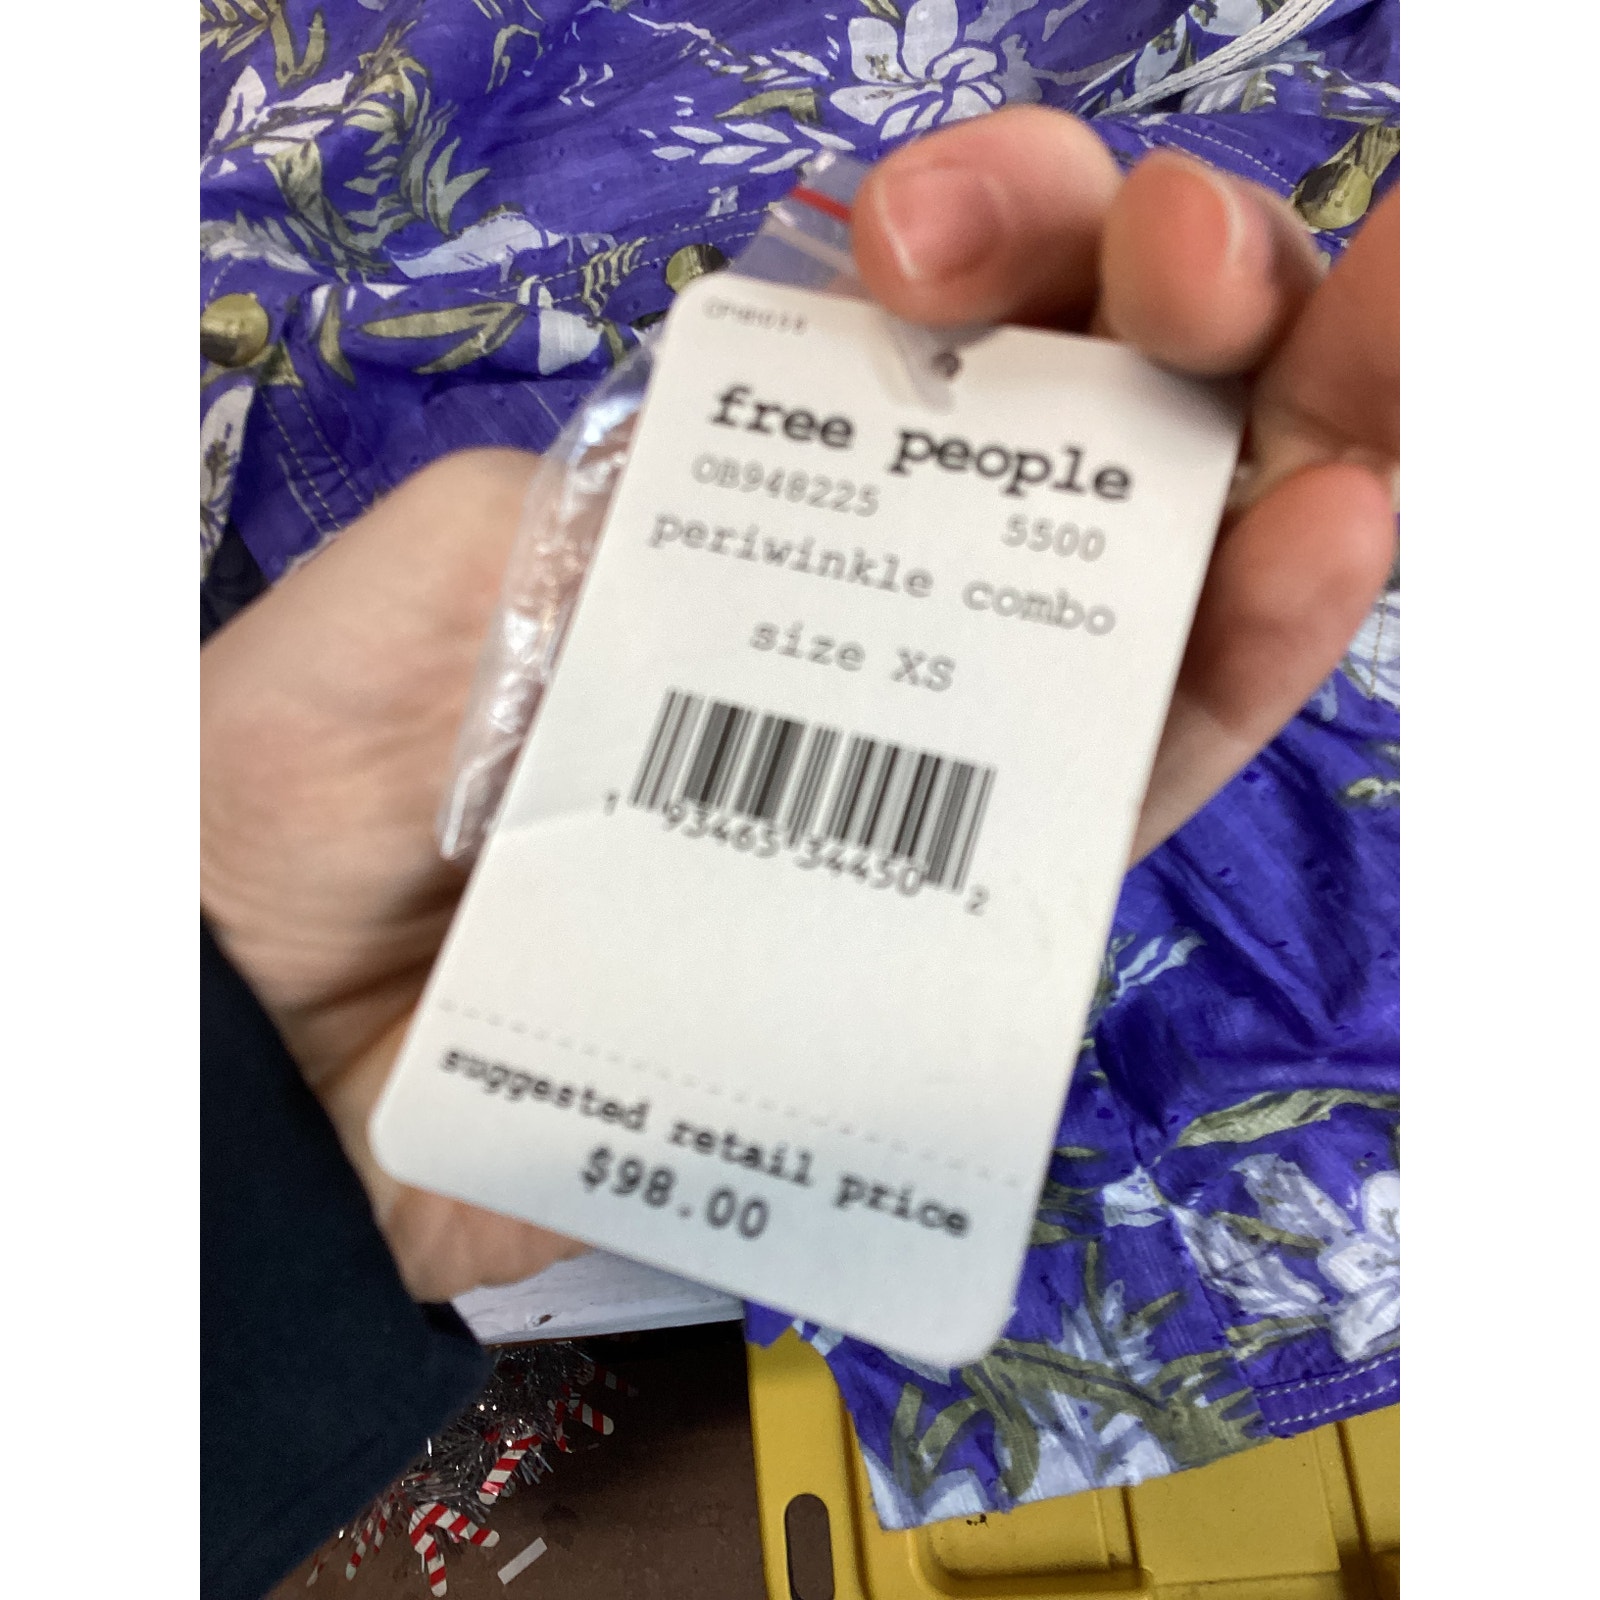 free people
OB948225 5500
periwinkle combo
size XS
1 93465 34450 2
suggested retail price
$98.00